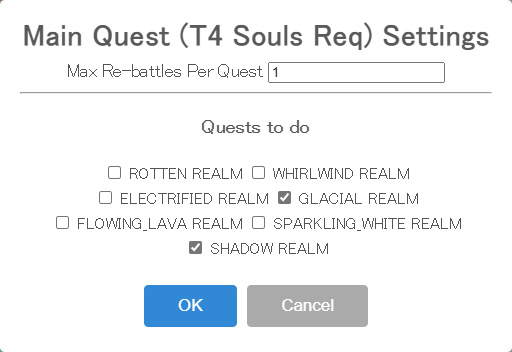 Main Quest (T4 Souls Req) Settings
Max Re-battles Per Quest 1
Quests to do
ROTTEN REALM WHIRLWIND REALM
ELECTRIFIED REALM GLACIAL REALM
FLOWING_LAVA REALM SPARKLING_WHITE REALM
SHADOW REALM
OK Cancel